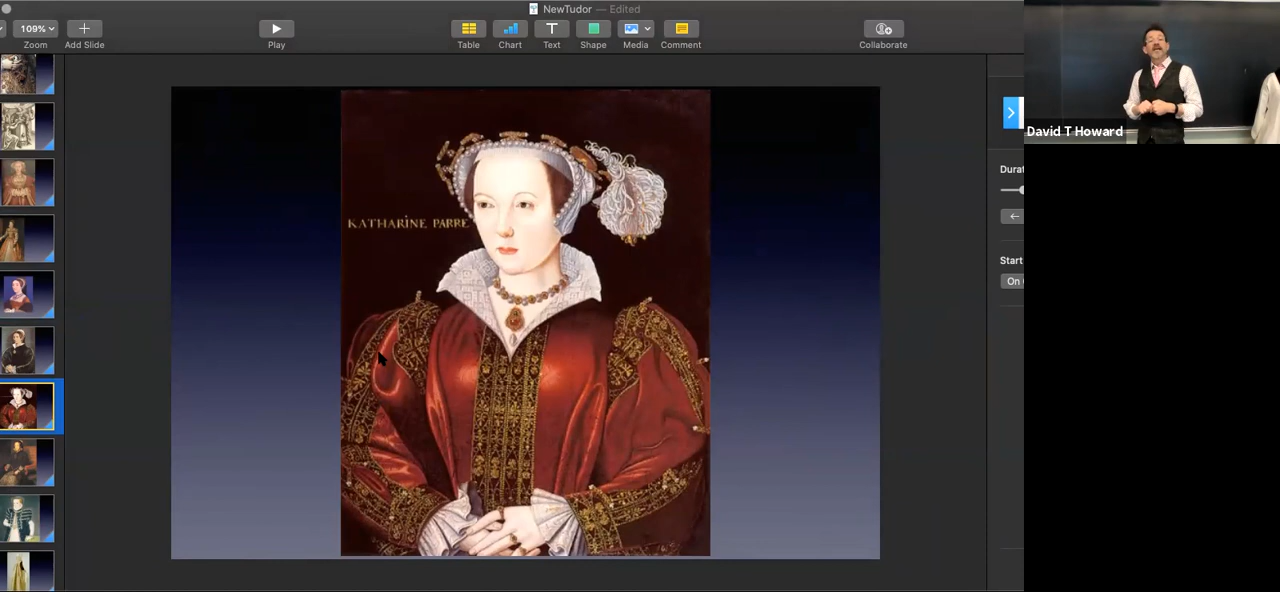 NewTudor — Edited
109%
Zoom
Add Slide
Play
Table
Chart
Text
Shape
Media
Comment
Collaborate
KATHARINE PARRE
Durat
Start
On
David T Howard